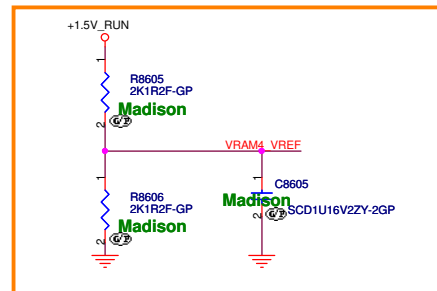 +1.5V_RUN
1
R8605
2K1R2F-GP
Madison
2
G/P
VRAM4_VREF
1
R8606
2K1R2F-GP
Madison
2
G/P
1
C8605
Madison
2
G/P
SCD1U16V2ZY-2GP